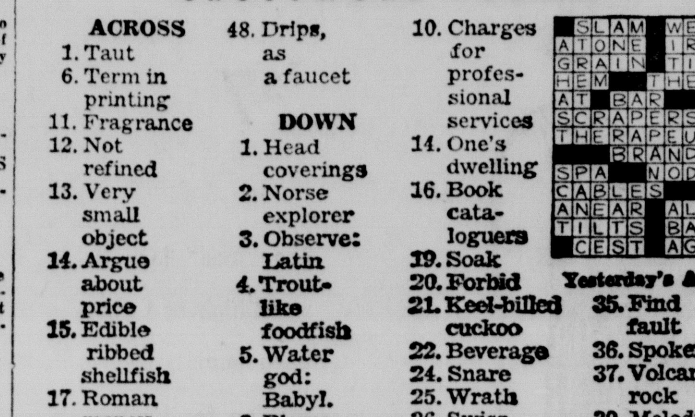 ACROSS
1. Taut
6. Term in
printing
11. Fragrance
12. Not
refined
13. Very
small
object
14. Argue
about
price
15. Edible
ribbed
shellfish
17. Roman
48. Drips,
as
a faucet
DOWN
1. Head
coverings
2. Norse
explorer
3. Observe:
Latin
4. Trout-
like
foodfish
5. Water
god:
Babyl.
10. Charges
for
profes-
sional
services
14. One's
dwelling
16. Book
cata-
loguers
19. Soak
20. Forbid
21. Keel-billed
cuckoo
22. Beverage
24. Snare
25. Wrath
SLAM WE
ATONE IR
GRAIN TI
HEM THE
AT BAR
SCRAPERS
THERAPEU
BRAND
SPA NOD
CABLES
ANEAR AL
TILTS BA
CEST AG
Yesterday's
35. Find
fault
36. Spoke
37. Volcan
rock